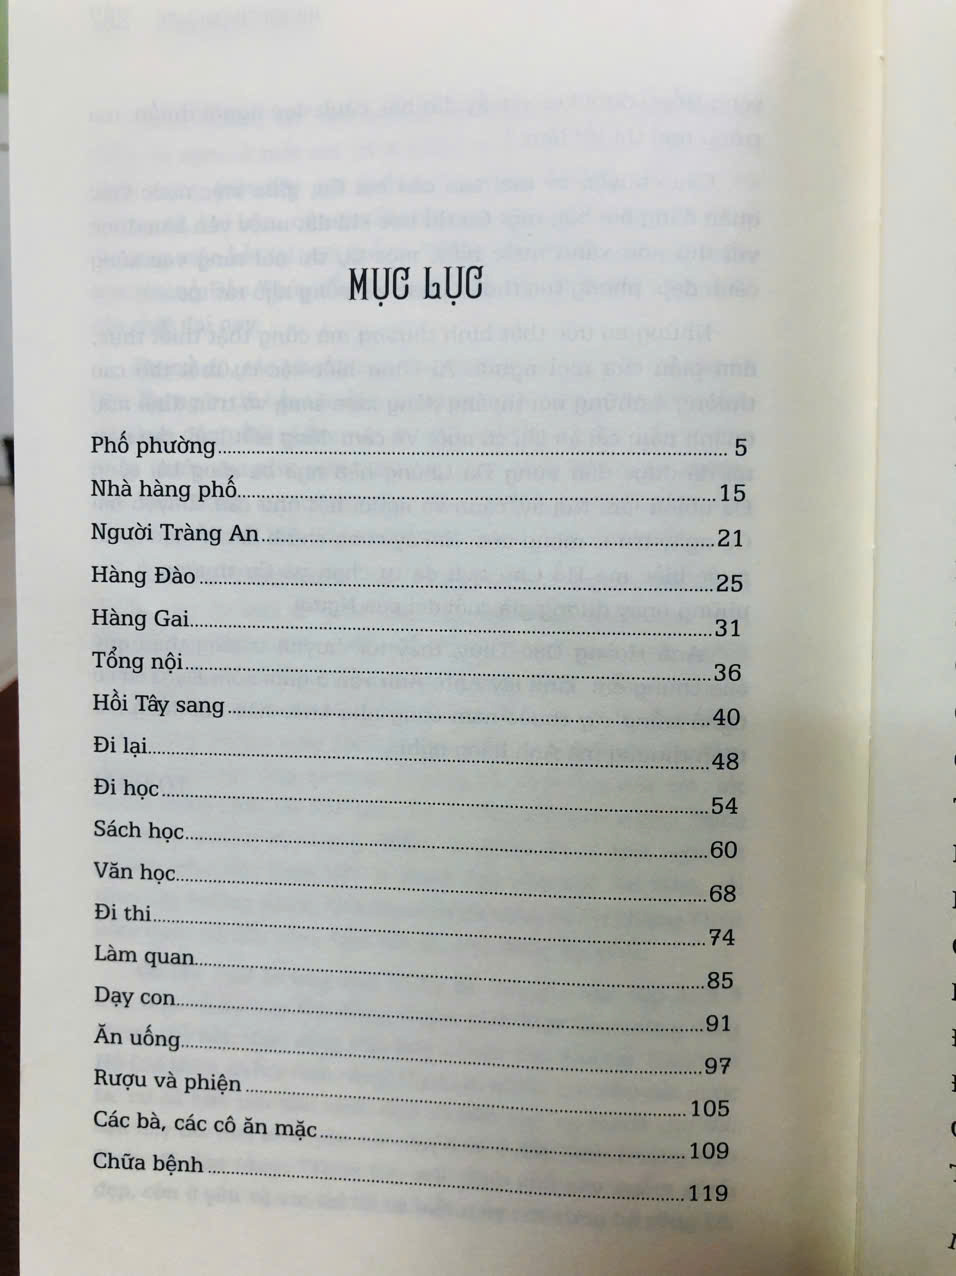 MỤC LỤC
Phố phường 5
Nhà hàng phố 15
Người Tràng An 21
Hàng Đào 25
Hàng Gai 31
Tổng nội 36
Hồi Tây sang 40
Đi lại 48
Đi học 54
Sách học 60
Văn học 68
Đi thi 74
Làm quan 85
Dạy con 91
Ăn uống 97
Rượu và phiện 105
Các bà, các cô ăn mặc 109
Chữa bệnh 119